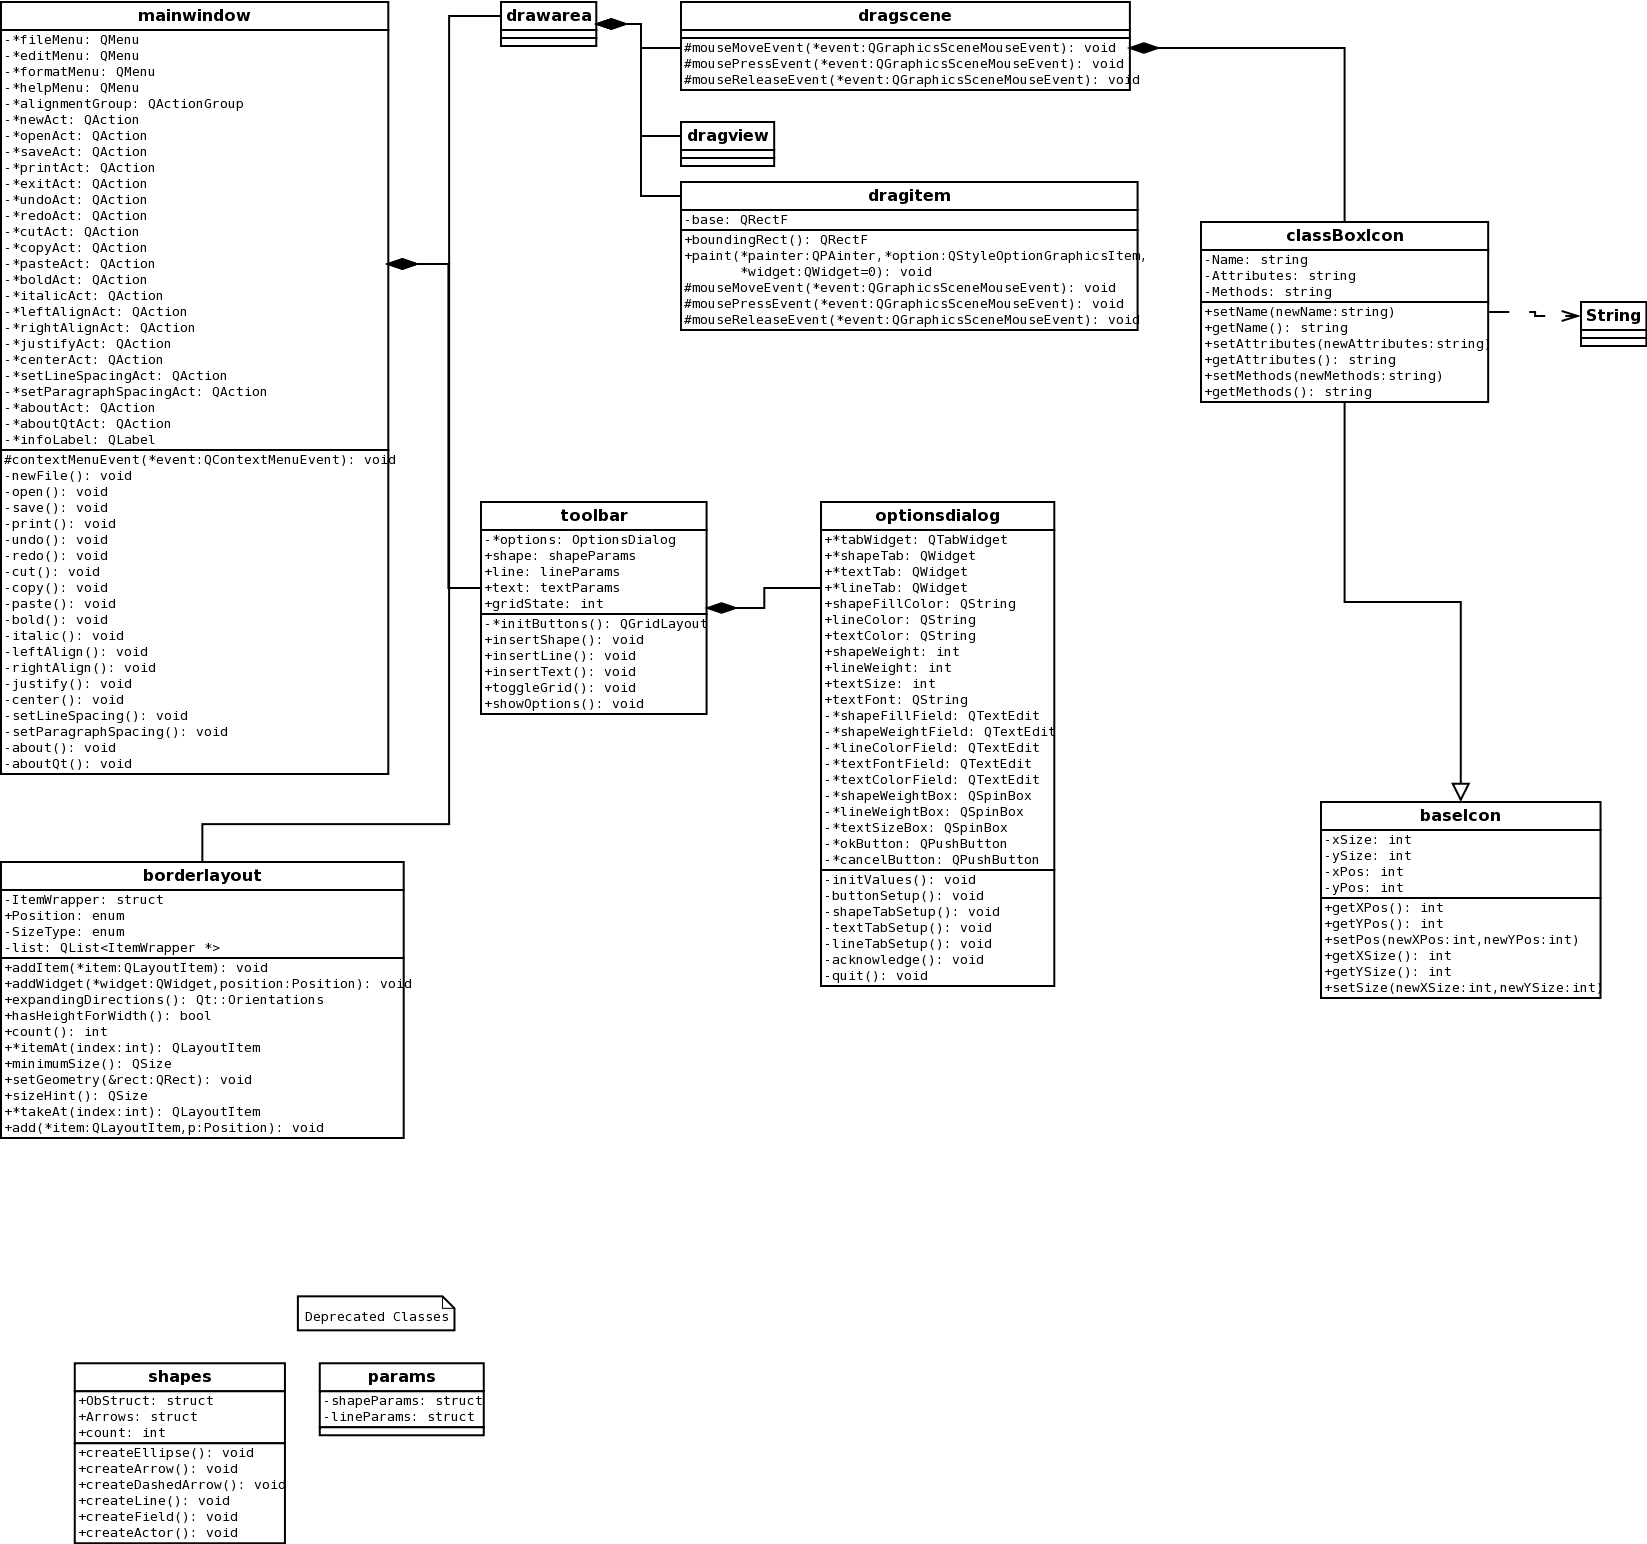 mainwindow
-*fileMenu: QMenu
-*editMenu: QMenu
-*formatMenu: QMenu
-*helpMenu: QMenu
-*alignmentGroup: QActionGroup
-*newAct: QAction
-*openAct: QAction
-*saveAct: QAction
-*printAct: QAction
-*exitAct: QAction
-*undoAct: QAction
-*redoAct: QAction
-*cutAct: QAction
-*copyAct: QAction
-*pasteAct: QAction
-*boldAct: QAction
-*italicAct: QAction
-*leftAlignAct: QAction
-*rightAlignAct: QAction
-*justifyAct: QAction
-*centerAct: QAction
-*setLineSpacingAct: QAction
-*setParagraphSpacingAct: QAction
-*aboutAct: QAction
-*aboutQtAct: QAction
-*infoLabel: QLabel
#contextMenuEvent(*event:QContextMenuEvent): void
-newFile(): void
-open(): void
-save(): void
-print(): void
-undo(): void
-redo(): void
-cut(): void
-copy(): void
-paste(): void
-bold(): void
-italic(): void
-leftAlign(): void
-rightAlign(): void
-justify(): void
-center(): void
-setLineSpacing(): void
-setParagraphSpacing(): void
-about(): void
-aboutQt(): void
drawarea
dragscene
#mouseMoveEvent(*event:QGraphicsSceneMouseEvent): void
#mousePressEvent(*event:QGraphicsSceneMouseEvent): void
#mouseReleaseEvent(*event:QGraphicsSceneMouseEvent): void
dragview
dragitem
-base: QRectF
+boundingRect(): QRectF
+paint(*painter:QPAinter,*option:QStyleOptionGraphicsItem,
*widget:QWidget=0): void
#mouseMoveEvent(*event:QGraphicsSceneMouseEvent): void
#mousePressEvent(*event:QGraphicsSceneMouseEvent): void
#mouseReleaseEvent(*event:QGraphicsSceneMouseEvent): void
classBoxIcon
-Name: string
-Attributes: string
-Methods: string
+setName(newName:string)
+getName(): string
+setAttributes(newAttributes:string)
+getAttributes(): string
+setMethods(newMethods:string)
+getMethods(): string
String
toolbar
-*options: OptionsDialog
+shape: shapeParams
+line: lineParams
+text: textParams
+gridState: int
-*initButtons(): QGridLayout
+insertShape(): void
+insertLine(): void
+insertText(): void
+toggleGrid(): void
+showOptions(): void
optionsdialog
+*tabWidget: QTabWidget
+*shapeTab: QWidget
+*textTab: QWidget
+*lineTab: QWidget
+shapeFillColor: QString
+lineColor: QString
+textColor: QString
+shapeWeight: int
+lineWeight: int
+textSize: int
+textFont: QString
-*shapeFillField: QTextEdit
-*shapeWeightField: QTextEdit
-*lineColorField: QTextEdit
-*textFontField: QTextEdit
-*textColorField: QTextEdit
-*shapeWeightBox: QSpinBox
-*lineWeightBox: QSpinBox
-*textSizeBox: QSpinBox
-*okButton: QPushButton
-*cancelButton: QPushButton
-initValues(): void
-buttonSetup(): void
-shapeTabSetup(): void
-textTabSetup(): void
-lineTabSetup(): void
-acknowledge(): void
-quit(): void
baseIcon
-xSize: int
-ySize: int
-xPos: int
-yPos: int
+getXPos(): int
+getYPos(): int
+setPos(newXPos:int,newYPos:int)
+getXSize(): int
+getYSize(): int
+setSize(newXSize:int,newYSize:int)
borderlayout
-ItemWrapper: struct
+Position: enum
-SizeType: enum
-list: QList<ItemWrapper *>
+addItem(*item:QLayoutItem): void
+addWidget(*widget:QWidget,position:Position): void
+expandingDirections(): Qt::Orientations
+hasHeightForWidth(): bool
+count(): int
+*itemAt(index:int): QLayoutItem
+minimumSize(): QSize
+setGeometry(&rect:QRect): void
+sizeHint(): QSize
+*takeAt(index:int): QLayoutItem
+add(*item:QLayoutItem,p:Position): void
Deprecated Classes
shapes
+ObStruct: struct
+Arrows: struct
+count: int
+createEllipse(): void
+createArrow(): void
+createDashedArrow(): void
+createLine(): void
+createField(): void
+createActor(): void
params
-shapeParams: struct
-lineParams: struct